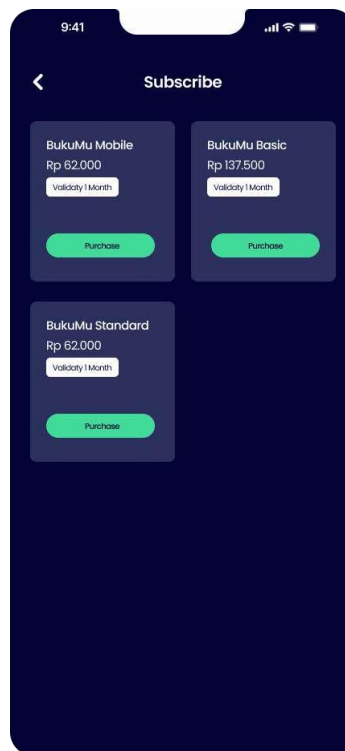 9:41
Subscribe
BukuMu Mobile
Rp 62.000
Validaty 1 Month
Purchase
BukuMu Basic
Rp 137.500
Validaty 1 Month
Purchase
BukuMu Standard
Rp 62.000
Validaty 1 Month
Purchase